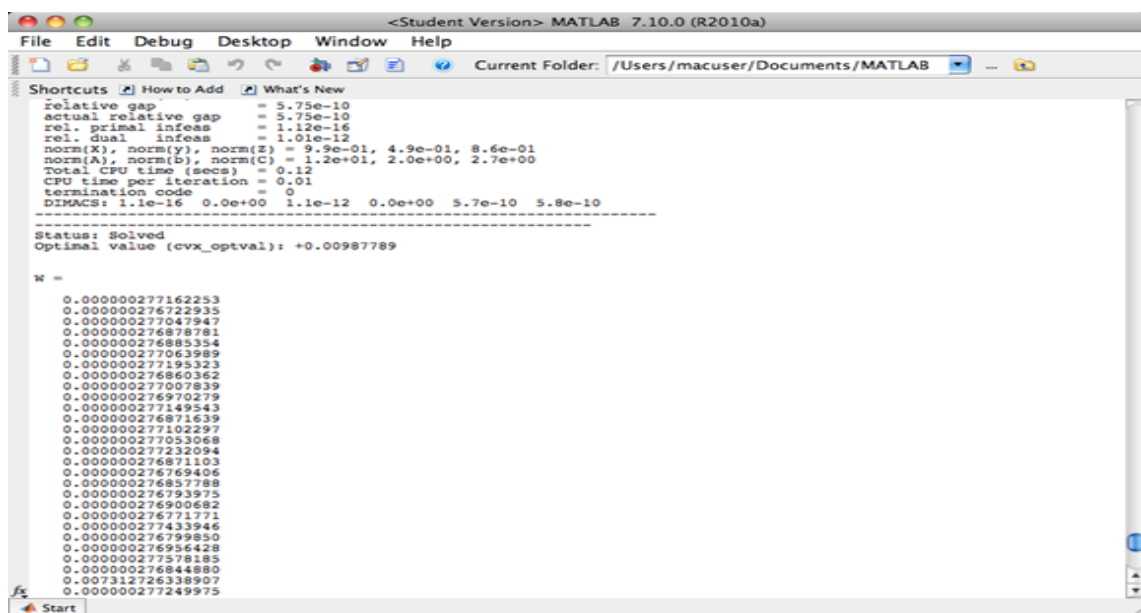 <Student Version> MATLAB 7.10.0 (R2010a)
File Edit Debug Desktop Window Help
Current Folder: /Users/macuser/Documents/MATLAB
Shortcuts How to Add What's New
relative gap = 5.75e-10
actual relative gap = 5.75e-10
rel. primal infeas = 1.12e-16
rel. dual infeas = 1.01e-12
norm(X), norm(y), norm(Z) = 9.9e-01, 4.9e-01, 8.6e-01
norm(A), norm(b), norm(C) = 1.2e+01, 2.0e+00, 2.7e+00
Total CPU time (secs) = 0.12
CPU time per iteration = 0.01
termination code = 0
DIMACS: 1.1e-16 0.0e+00 1.1e-12 0.0e+00 5.7e-10 5.8e-10
------------------------------------------------------------------
------------------------------------------------------------
Status: Solved
Optimal value (cvx_optval): +0.00987789
W =
0.000000277162253
0.000000276722935
0.000000277047947
0.000000276878781
0.000000276885354
0.000000277063989
0.000000277195323
0.000000276860362
0.000000277007839
0.000000276970279
0.000000277149543
0.000000276871639
0.000000277102297
0.000000277053068
0.000000277232094
0.000000276871103
0.000000276769406
0.000000276857788
0.000000276793975
0.000000276900682
0.000000276771771
0.000000277433946
0.000000276799850
0.000000276956428
0.000000277578185
0.000000276844880
0.007312726338907
0.000000277249975
fx
Start